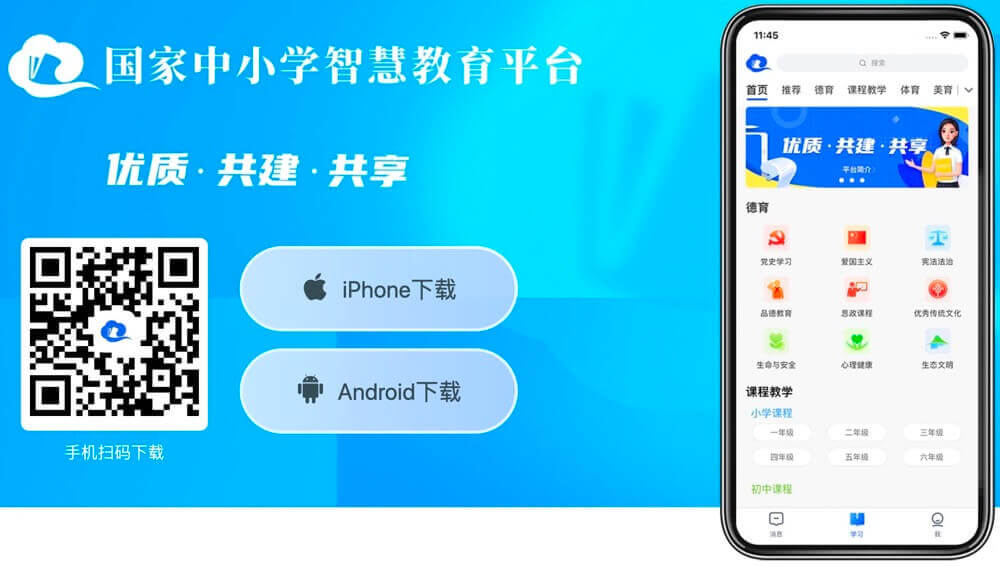 国家中小学智慧教育平台
优质·共建·共享
iPhone下载
Android下载
手机扫码下载
11:45
搜索
首页 推荐 德育 课程教学 体育 美育
优质·共建·共享
平台简介
德育
党史学习 爱国主义 宪法法治
品德教育 思政课程 优秀传统文化
生命与安全 心理健康 生态文明
课程教学
小学课程
一年级 二年级 三年级
四年级 五年级 六年级
初中课程
消息 学习 我